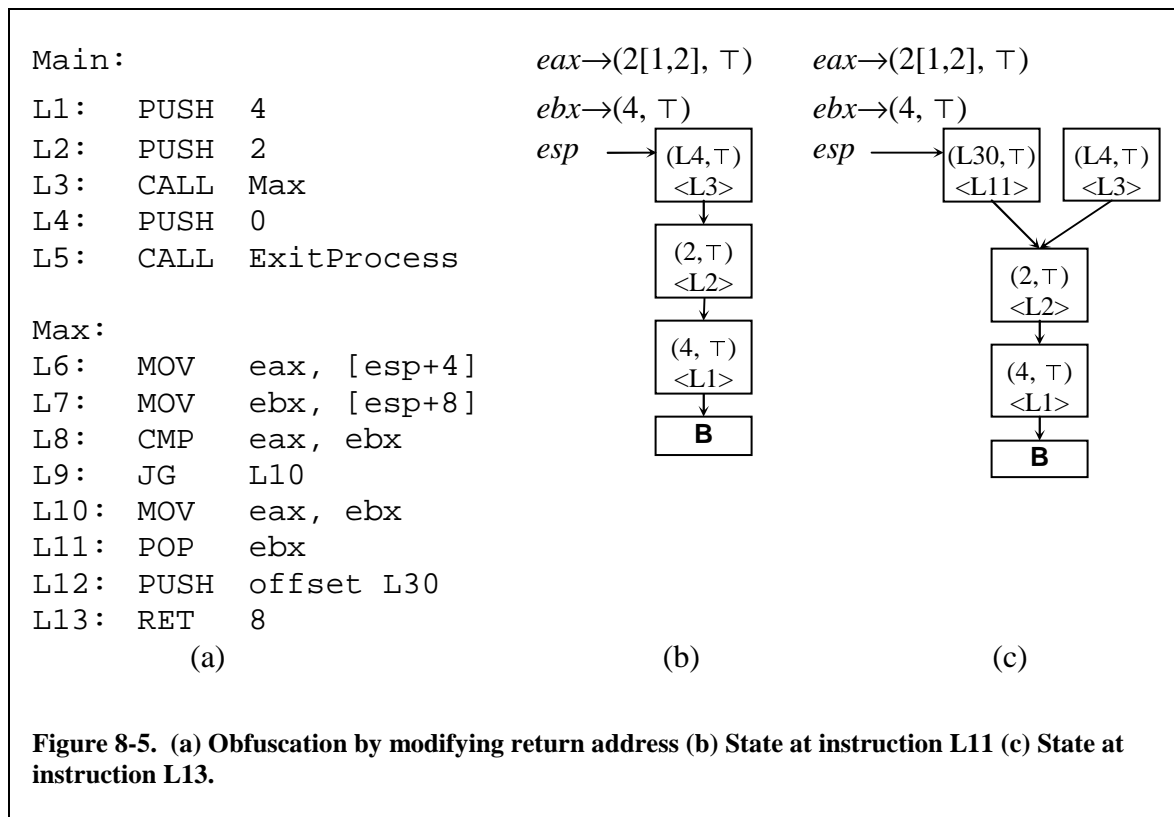 Main:
L1: PUSH 4
L2: PUSH 2
L3: CALL Max
L4: PUSH 0
L5: CALL ExitProcess
Max:
L6: MOV eax, [esp+4]
L7: MOV ebx, [esp+8]
L8: CMP eax, ebx
L9: JG L10
L10: MOV eax, ebx
L11: POP ebx
L12: PUSH offset L30
L13: RET 8
(a)
eax→(2[1,2], ⊤)
ebx→(4, ⊤)
esp
(L4,⊤)
<L3>
(2,⊤)
<L2>
(4, ⊤)
<L1>
B
(b)
eax→(2[1,2], ⊤)
ebx→(4, ⊤)
esp
(L30,⊤)
<L11>
(L4,⊤)
<L3>
(2,⊤)
<L2>
(4, ⊤)
<L1>
B
(c)
Figure 8-5. (a) Obfuscation by modifying return address (b) State at instruction L11 (c) State at
instruction L13.